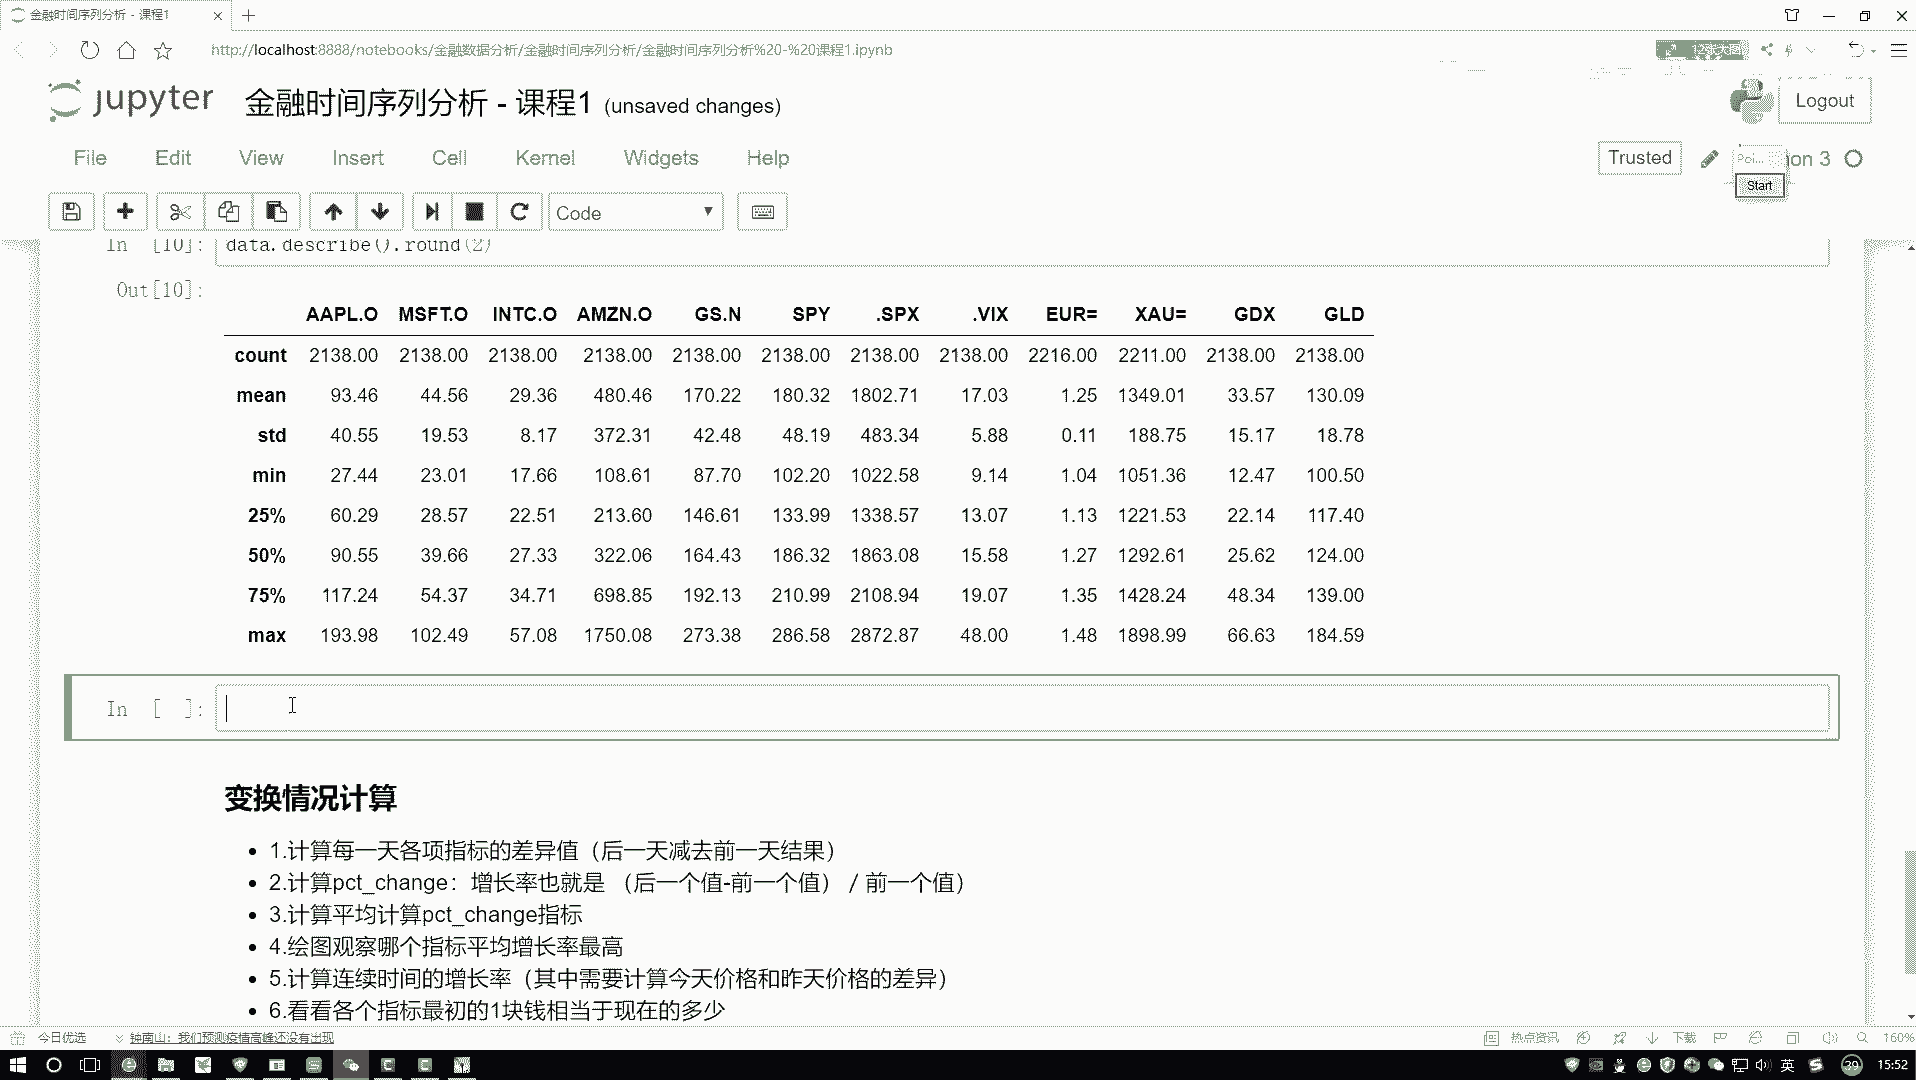 金融时间序列分析 - 课程1
http://localhost:8888/notebooks/金融数据分析/金融时间序列分析/金融时间序列分析%20-%20课程1.ipynb
jupyter 金融时间序列分析 - 课程1 (unsaved changes)
Logout
File Edit View Insert Cell Kernel Widgets Help
Trusted
Poi... on 3
Start
Code
In [10]: data.describe().round(2)
Out[10]:
AAPL.O MSFT.O INTC.O AMZN.O GS.N SPY .SPX .VIX EUR= XAU= GDX GLD
count 2138.00 2138.00 2138.00 2138.00 2138.00 2138.00 2138.00 2138.00 2216.00 2211.00 2138.00 2138.00
mean 93.46 44.56 29.36 480.46 170.22 180.32 1802.71 17.03 1.25 1349.01 33.57 130.09
std 40.55 19.53 8.17 372.31 42.48 48.19 483.34 5.88 0.11 188.75 15.17 18.78
min 27.44 23.01 17.66 108.61 87.70 102.20 1022.58 9.14 1.04 1051.36 12.47 100.50
25% 60.29 28.57 22.51 213.60 146.61 133.99 1338.57 13.07 1.13 1221.53 22.14 117.40
50% 90.55 39.66 27.33 322.06 164.43 186.32 1863.08 15.58 1.27 1292.61 25.62 124.00
75% 117.24 54.37 34.71 698.85 192.13 210.99 2108.94 19.07 1.35 1428.24 48.34 139.00
max 193.98 102.49 57.08 1750.08 273.38 286.58 2872.87 48.00 1.48 1898.99 66.63 184.59
In [ ]:
变换情况计算
• 1.计算每一天各项指标的差异值（后一天减去前一天结果）
• 2.计算pct_change：增长率也就是 （后一个值-前一个值） / 前一个值）
• 3.计算平均计算pct_change指标
• 4.绘图观察哪个指标平均增长率最高
• 5.计算连续时间的增长率（其中需要计算今天价格和昨天价格的差异）
• 6.看看各个指标最初的1块钱相当于现在的多少
今日优选 钟南山：我们预测疫情高峰还没有出现
热点资讯 下载 160%
英 39 15:52